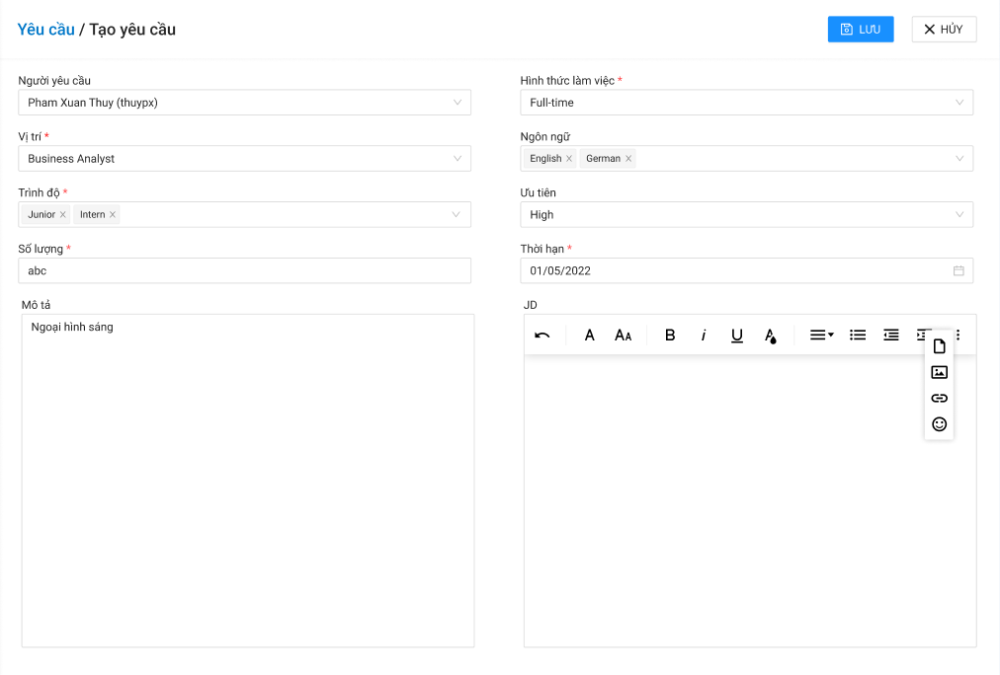 Yêu cầu / Tạo yêu cầu
LƯU
HỦY
Người yêu cầu
Pham Xuan Thuy (thuypx)
Hình thức làm việc *
Full-time
Vị trí *
Business Analyst
Ngôn ngữ
English
German
Trình độ *
Junior
Intern
Ưu tiên
High
Số lượng *
abc
Thời hạn *
01/05/2022
Mô tả
Ngoại hình sáng
JD